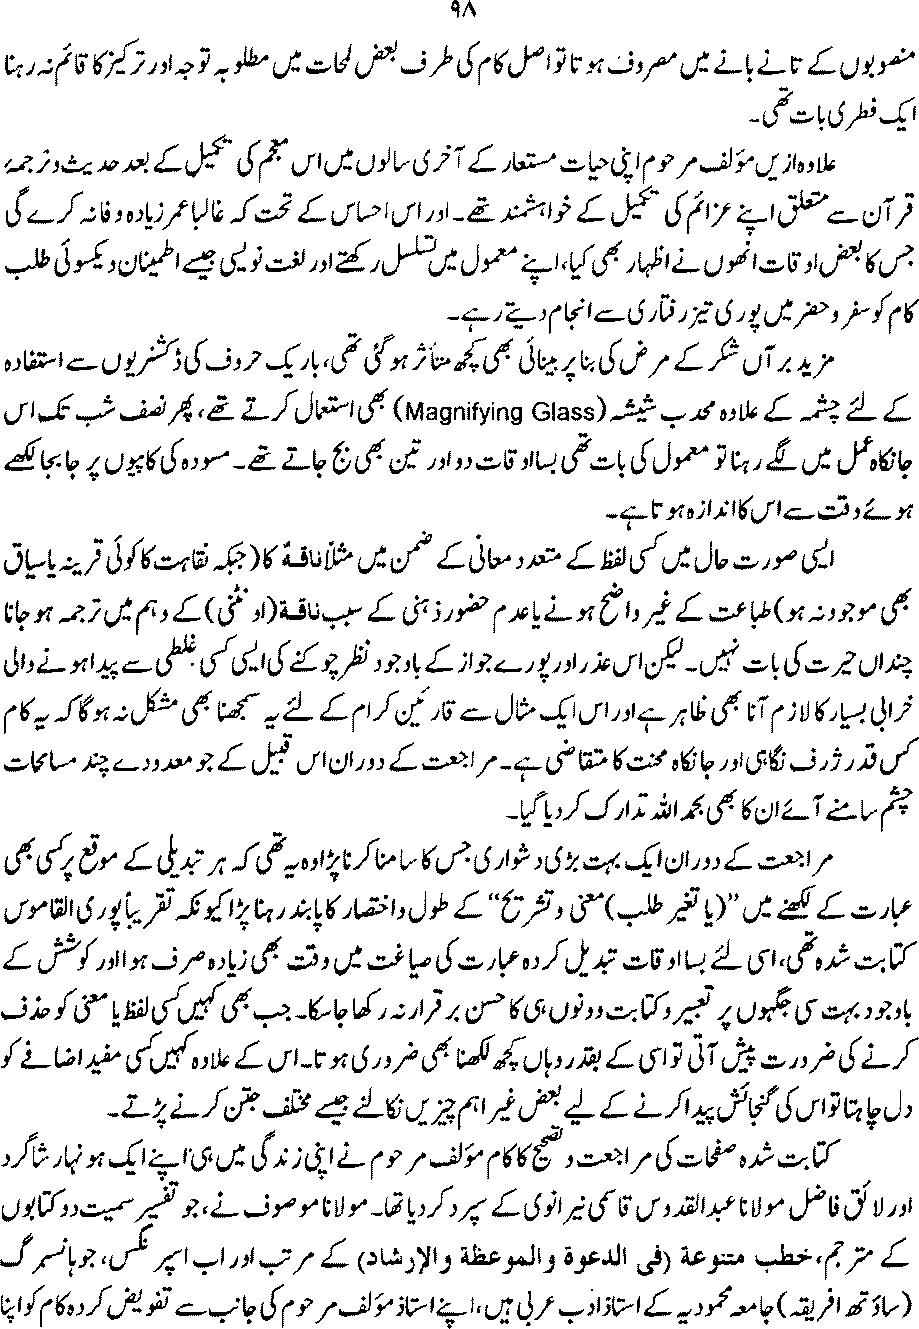 ۹۸
منصوبوں کے تانے بانے میں مصروف ہوتا تو اصل کام کی طرف بعض لمحات میں مطلوبہ توجہ اور ترکیز کا قائم نہ رہنا
ایک فطری بات تھی۔
علاوہ ازیں مؤلف مرحوم اپنی حیات مستعار کے آخری سالوں میں اس معجم کی تکمیل کے بعد حدیث و ترجمۂ
قرآن سے متعلق اپنے عزائم کی تکمیل کے خواہشمند تھے۔ اور اس احساس کے تحت کہ غالبا عمر زیادہ وفا نہ کرے گی
جس کا بعض اوقات انھوں نے اظہار بھی کیا، اپنے معمول میں تسلسل رکھتے اور لغت نویسی جیسے اطمینان و یکسوئی طلب
کام کو سفر و حضر میں پوری تیز رفتاری سے انجام دیتے رہے۔
مزید برآں شکر کے مرض کی بنا پر بینائی بھی کچھ متأثر ہو گئی تھی، باریک حروف کی ڈکشنریوں سے استفادہ
کے لئے چشمہ کے علاوہ محدب شیشہ (Magnifying Glass) بھی استعمال کرتے تھے، پھر نصف شب تک اس
جانکاہ عمل میں لگے رہنا تو معمول کی بات تھی بسا اوقات دو اور تین بھی بج جاتے تھے۔ مسودہ کی کاپیوں پر جا بجا لکھے
ہوئے وقت سے اس کا اندازہ ہوتا ہے۔
ایسی صورت حال میں کسی لفظ کے متعدد معانی کے ضمن میں مثلاً ناقۃ کا (جبکہ نقاہت کا کوئی قرینہ یا سیاق
بھی موجود نہ ہو) طباعت کے غیر واضح ہونے یا عدم حضور ذہنی کے سبب ناقة (اونٹنی) کے وہم میں ترجمہ ہو جانا
چنداں حیرت کی بات نہیں۔ لیکن اس عذر اور پورے جواز کے باوجود نظر چوکنے کی ایسی کسی غلطی سے پیدا ہونے والی
خرابی بسیار کا لازم آنا بھی ظاہر ہے اور اس ایک مثال سے قارئین کرام کے لئے یہ سمجھنا بھی مشکل نہ ہوگا کہ یہ کام
کس قدر ژرف نگاہی اور جانکاہ محنت کا متقاضی ہے۔ مراجعت کے دوران اس قبیل کے جو معدودے چند مسامحات
چشم سامنے آئے ان کا بھی بحمد اللہ تدارک کر دیا گیا۔
مراجعت کے دوران ایک بہت بڑی دشواری جس کا سامنا کرنا پڑا وہ یہ تھی کہ ہر تبدیلی کے موقع پر کسی بھی
عبارت کے لکھنے میں "(یا تغیر طلب) معنی و تشریح" کے طول و اختصار کا پابند رہنا پڑا کیونکہ تقریباً پوری القاموس
کتابت شدہ تھی، اسی لئے بسا اوقات تبدیل کردہ عبارت کی صیاغت میں وقت بھی زیادہ صرف ہوا اور کوشش کے
باوجود بہت سی جگہوں پر تعبیر و کتابت دونوں ہی کا حسن برقرار نہ رکھا جاسکا۔ جب بھی کہیں کسی لفظ یا معنی کو حذف
کرنے کی ضرورت پیش آتی تو اسی کے بقدر وہاں کچھ لکھنا بھی ضروری ہوتا۔ اس کے علاوہ کہیں کسی مفید اضافے کو
دل چاہتا تو اس کی گنجائش پیدا کرنے کے لیے بعض غیر اہم چیزیں نکالنے جیسے مختلف جتن کرنے پڑتے۔
کتابت شدہ صفحات کی مراجعت و تصحیح کا کام مؤلف مرحوم نے اپنی زندگی میں ہی اپنے ایک ہونہار شاگرد
اور لائق فاضل مولانا عبدالقدوس قاسمی نیرانوی کے سپرد کر دیا تھا۔ مولانا موصوف نے، جو تفسیر سمیت دو کتابوں
کے مترجم، خطب متنوعة (فی الدعوة والموعظة والإرشاد) کے مرتب اور اب اسپرنگس، جوہانسبرگ
(ساؤتھ افریقہ) جامعہ محمودیہ کے استاذ ادب عربی ہیں، اپنے استاذ مؤلف مرحوم کی جانب سے تفویض کردہ کام کو اپنا